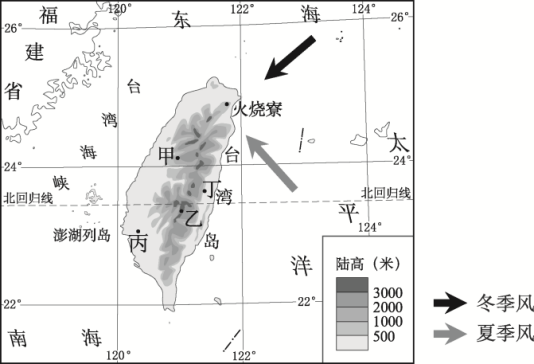 120° 122° 124°
26° 26°
福建省
东海
台湾海峡
火烧寮
甲
台湾岛
丁
乙
丙
太平洋
24° 24°
北回归线 北回归线
澎湖列岛
124°
22° 22°
南海
120° 122°
陆高（米）
3000
2000
1000
500
冬季风
夏季风